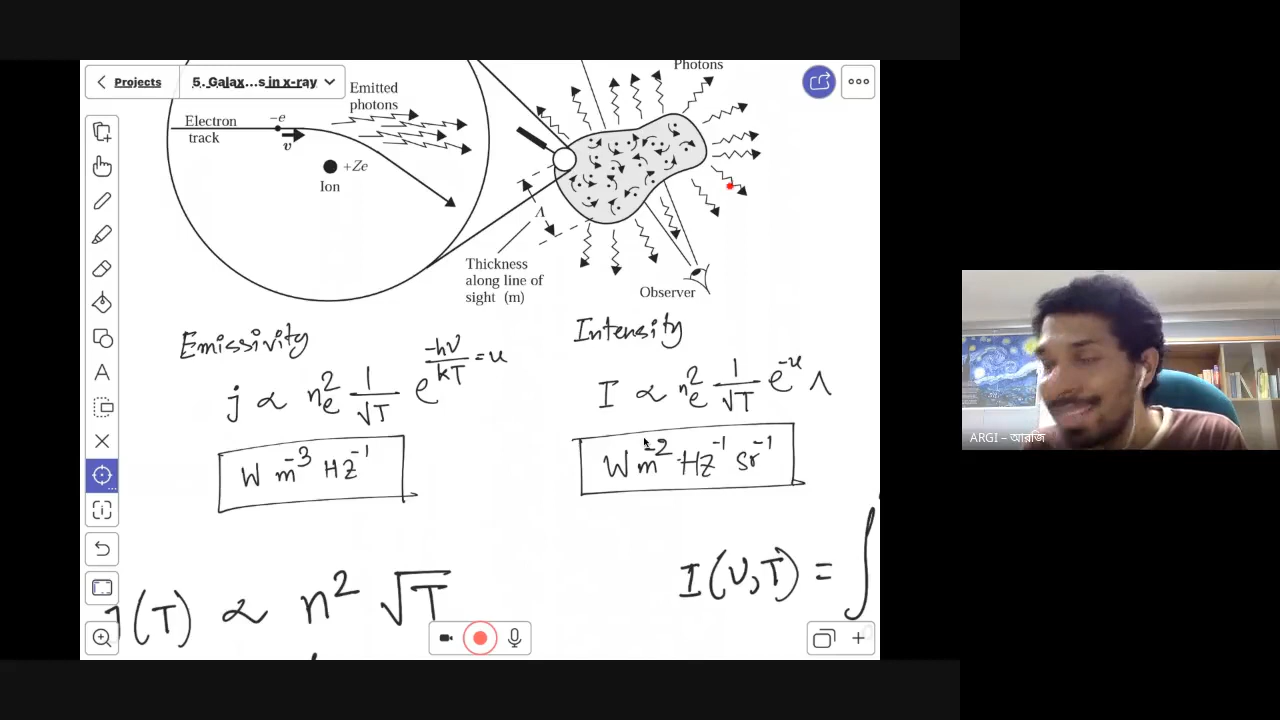 Projects
5. Galax...s in x-ray
Photons
Emitted
photons
Electron
track
−e
v
+Ze
Ion
Λ
Thickness
along line of
sight (m)
Observer
Emissivity
j ∝ n_e^2 1/√T e^{-hν/kT = u}
W m^{-3} Hz^{-1}
Intensity
I ∝ n_e^2 1/√T e^{-u} Λ
W m^{-2} Hz^{-1} Sr^{-1}
(T) ∝ n^2 √T
I(ν,T) = ∫
A
ARGI – আরজি